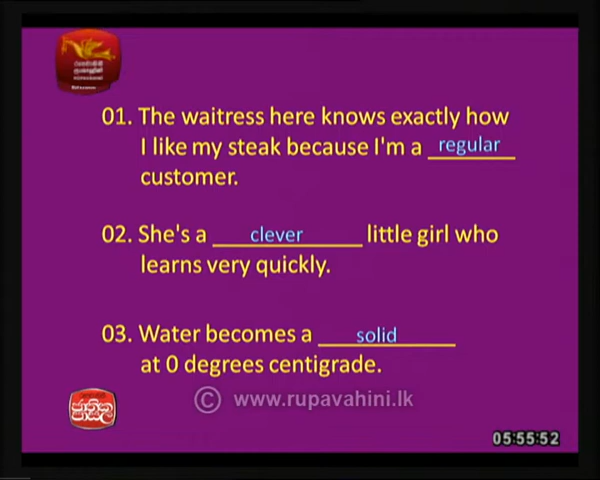 01. The waitress here knows exactly how
I like my steak because I'm a regular
customer.
02. She's a clever little girl who
learns very quickly.
03. Water becomes a solid
at 0 degrees centigrade.
© www.rupavahini.lk
05:55:52